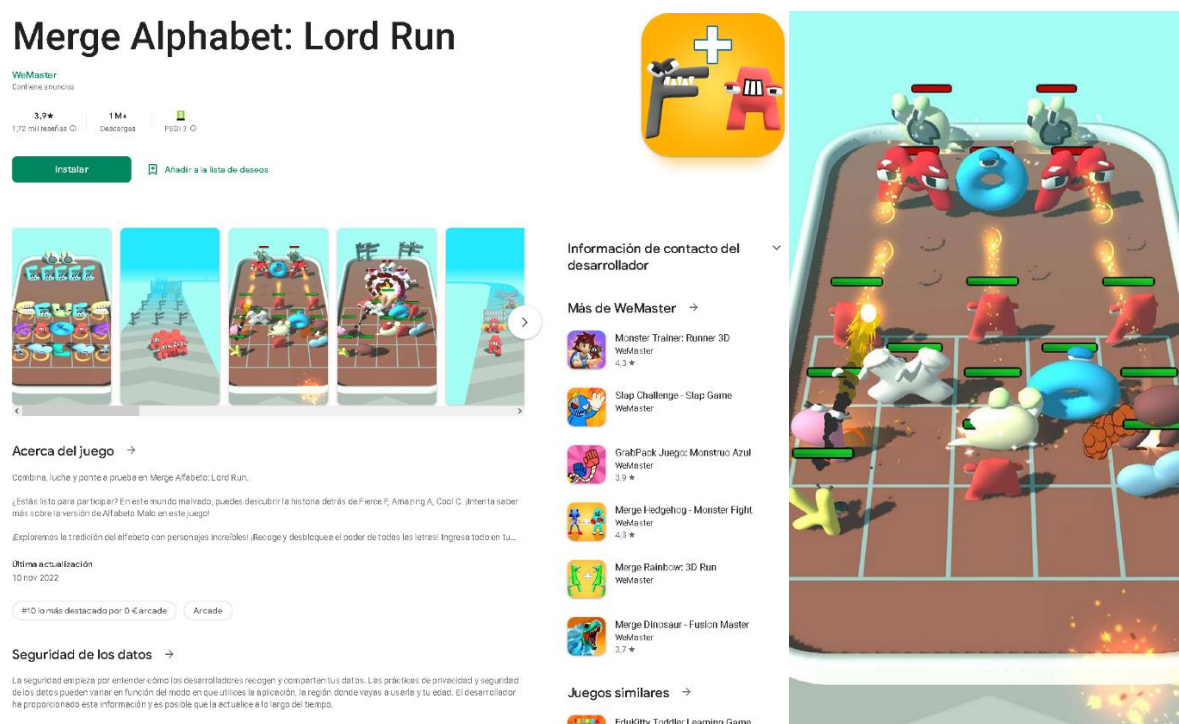 Merge Alphabet: Lord Run
WeMaster
Contiene anuncios
3,9★
1,72 mil reseñas
1 M+
Descargas
PEGI 3
Instalar
Añadir a la lista de deseos
Acerca del juego →
Combina, lucha y ponte a prueba en Merge Alfabeto: Lord Run.
¿Estás listo para participar? En este mundo malvado, puedes descubrir la historia detrás de Fierce F, Amazing A, Cool C. ¡Intenta saber
más sobre la versión de Alfabeto Malo en este juego!
¡Exploremos la tradición del alfabeto con personajes increíbles! ¡Recoge y desbloquea el poder de todas las letras! Ingresa todo en tu...
Última actualización
10 nov 2022
#10 lo más destacado por 0 € arcade
Arcade
Seguridad de los datos →
La seguridad empieza por entender cómo los desarrolladores recogen y comparten tus datos. Las prácticas de privacidad y seguridad
de los datos pueden variar en función del modo en que utilices la aplicación, la región donde vayas a usarla y tu edad. El desarrollador
ha proporcionado esta información y es posible que la actualice a lo largo del tiempo.
Información de contacto del
desarrollador
Más de WeMaster →
Monster Trainer: Runner 3D
WeMaster
4,3 ★
Slap Challenge - Slap Game
WeMaster
GrabPack Juego: Monstruo Azul
WeMaster
3,9 ★
Merge Hedgehog - Monster Fight
WeMaster
4,3 ★
Merge Rainbow: 3D Run
WeMaster
Merge Dinosaur - Fusion Master
WeMaster
3,7 ★
Juegos similares →
EduKitty Toddler Learning Game